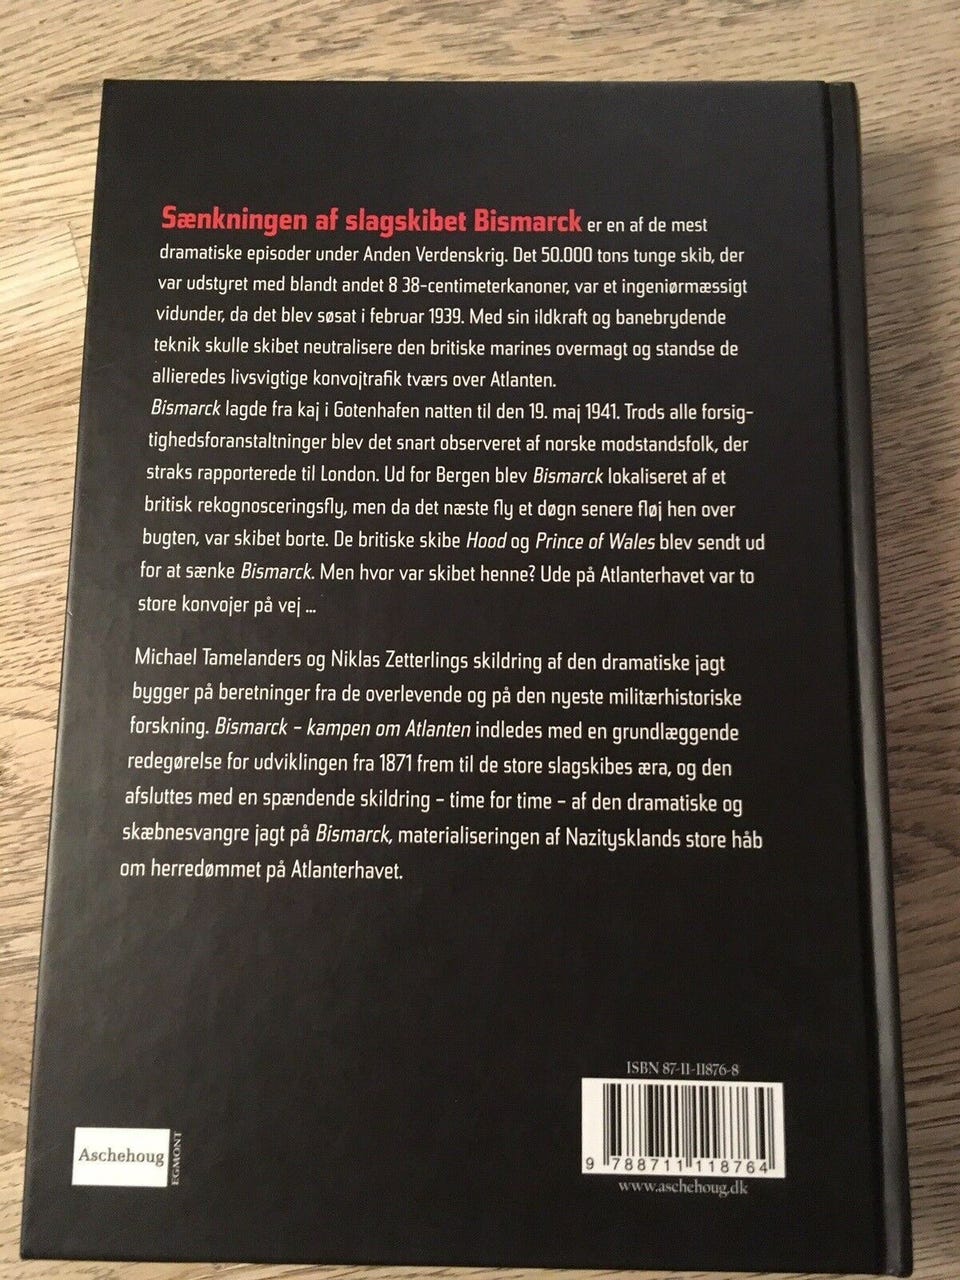 Sænkningen af slagskibet Bismarck er en af de mest
dramatiske episoder under Anden Verdenskrig. Det 50.000 tons tunge skib, der
var udstyret med blandt andet 8 38-centimeterkanoner, var et ingeniørmæssigt
vidunder, da det blev søsat i februar 1939. Med sin ildkraft og banebrydende
teknik skulle skibet neutralisere den britiske marines overmagt og standse de
allieredes livsvigtige konvojtrafik tværs over Atlanten.
Bismarck lagde fra kaj i Gotenhafen natten til den 19. maj 1941. Trods alle forsig-
tighedsforanstaltninger blev det snart observeret af norske modstandsfolk, der
straks rapporterede til London. Ud for Bergen blev Bismarck lokaliseret af et
britisk rekognosceringsfly, men da det næste fly et døgn senere fløj hen over
bugten, var skibet borte. De britiske skibe Hood og Prince of Wales blev sendt ud
for at sænke Bismarck. Men hvor var skibet henne? Ude på Atlanterhavet var to
store konvojer på vej ...
Michael Tamelanders og Niklas Zetterlings skildring af den dramatiske jagt
bygger på beretninger fra de overlevende og på den nyeste militærhistoriske
forskning. Bismarck – kampen om Atlanten indledes med en grundlæggende
redegørelse for udviklingen fra 1871 frem til de store slagskibes æra, og den
afsluttes med en spændende skildring – time for time – af den dramatiske og
skæbnesvangre jagt på Bismarck, materialiseringen af Nazitysklands store håb
om herredømmet på Atlanterhavet.
ISBN 87-11-11876-8
9 788711 118764
www.aschehoug.dk
Aschehoug
EGMONT